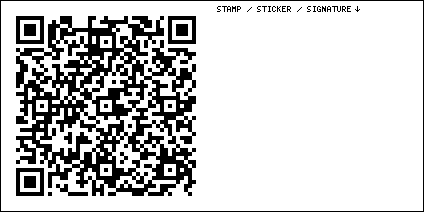 STAMP / STICKER / SIGNATURE ↓